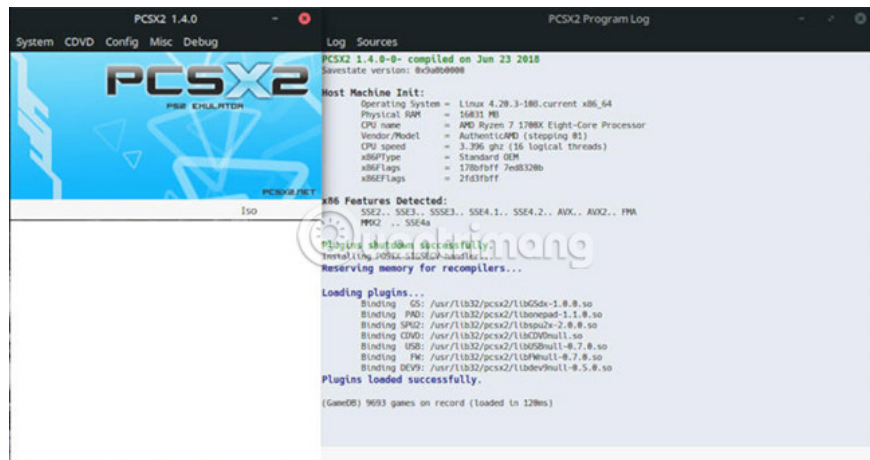 PCSX2 1.4.0
System CDVD Config Misc Debug
PCSX2
PS2 EMULATOR
PCSX2.NET
Iso
PCSX2 Program Log
Log Sources
PCSX2 1.4.0-0- compiled on Jun 23 2018
Savestate version: 0x9a0b0000
Host Machine Init:
Operating System = Linux 4.20.3-108.current x86_64
Physical RAM = 16031 MB
CPU name = AMD Ryzen 7 1700X Eight-Core Processor
Vendor/Model = AuthenticAMD (stepping 01)
CPU speed = 3.396 ghz (16 logical threads)
x86PType = Standard OEM
x86Flags = 178bfbff 7ed8320b
x86EFlags = 2fd3fbff
x86 Features Detected:
SSE2.. SSE3.. SSSE3.. SSE4.1.. SSE4.2.. AVX.. AVX2.. FMA
MMX2 .. SSE4a
Plugins shutdown successfully.
Installing POSIX SIGSEGV handler...
Reserving memory for recompilers...
Loading plugins...
Binding GS: /usr/lib32/pcsx2/libGSdx-1.0.0.so
Binding PAD: /usr/lib32/pcsx2/libonepad-1.1.0.so
Binding SPU2: /usr/lib32/pcsx2/libspu2x-2.0.0.so
Binding CDVD: /usr/lib32/pcsx2/libCDVDnull.so
Binding USB: /usr/lib32/pcsx2/libUSBnull-0.7.0.so
Binding FW: /usr/lib32/pcsx2/libFWnull-0.7.0.so
Binding DEV9: /usr/lib32/pcsx2/libdev9null-0.5.0.so
Plugins loaded successfully.
(GameDB) 9693 games on record (loaded in 120ms)
Quantrimang